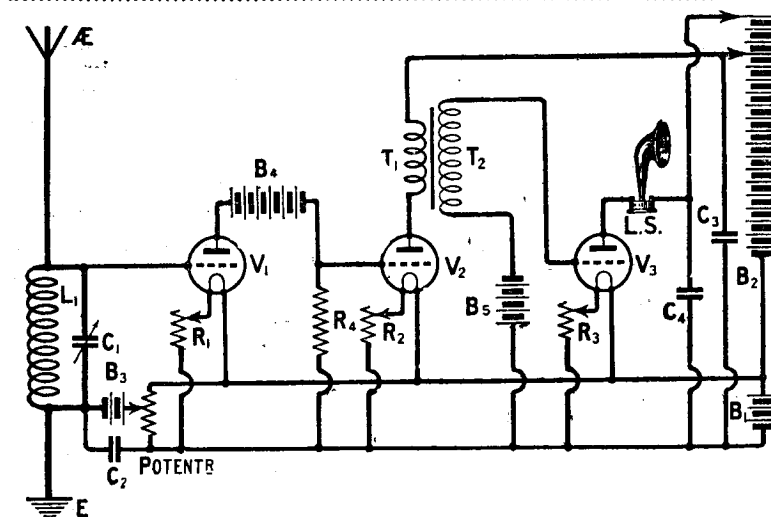 Æ
B₄
T₁
T₂
L.S.
V₁
V₂
V₃
C₃
B₂
L₁
C₁
R₁
R₄
R₂
B₅
R₃
C₄
B₃
B₁
C₂
POTENTR
E